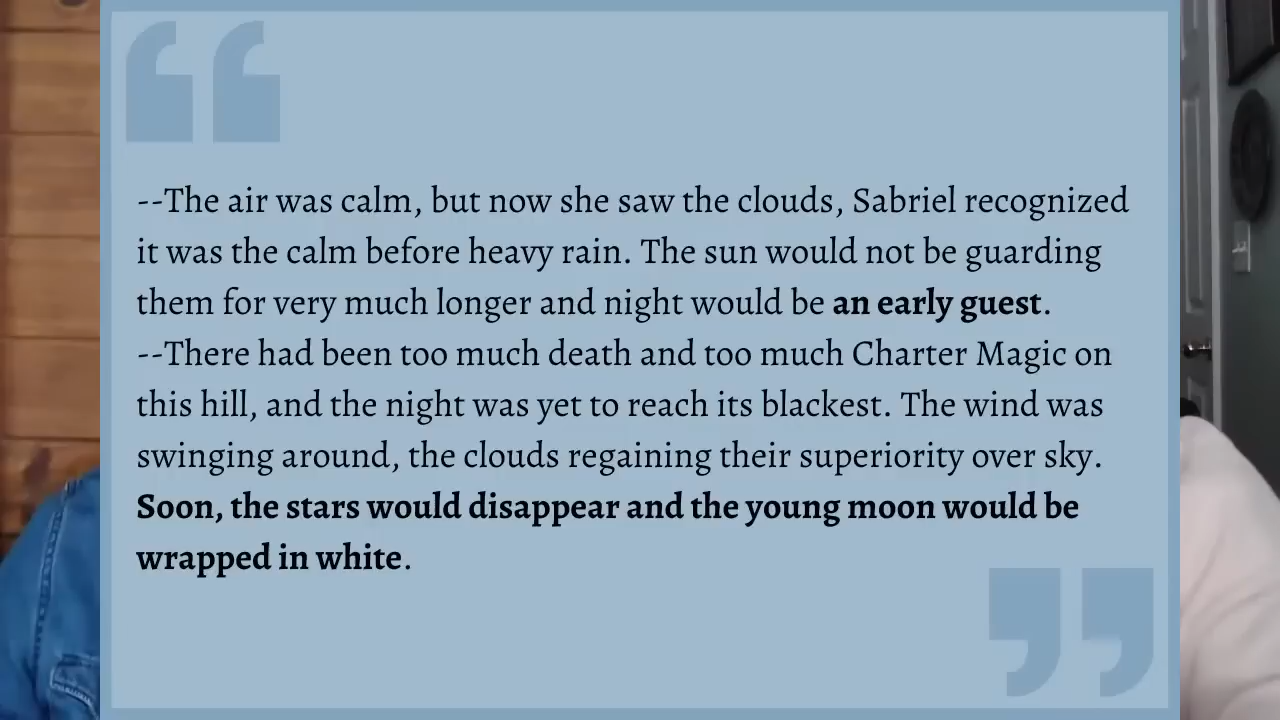 --The air was calm, but now she saw the clouds, Sabriel recognized
it was the calm before heavy rain. The sun would not be guarding
them for very much longer and night would be an early guest.
--There had been too much death and too much Charter Magic on
this hill, and the night was yet to reach its blackest. The wind was
swinging around, the clouds regaining their superiority over sky.
Soon, the stars would disappear and the young moon would be
wrapped in white.